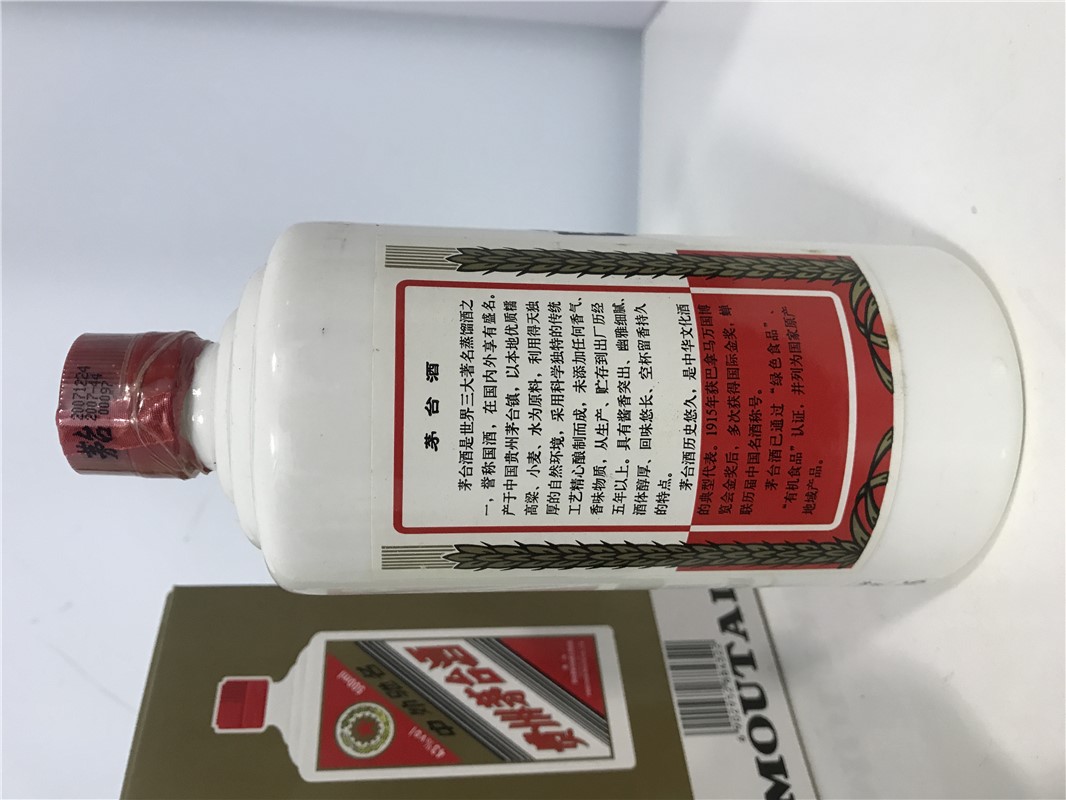 20071224
2007-44
00097
茅台
茅台酒
茅台酒是世界三大著名蒸馏酒之
一，誉称国酒，在国内外享有盛名。
产于中国贵州茅台镇，以本地优质糯
高粱、小麦、水为原料，利用得天独
厚的自然环境，采用科学独特的传统
工艺精心酿制而成，未添加任何香气、
香味物质，从生产、贮存到出厂历经
五年以上。具有酱香突出、幽雅细腻、
酒体醇厚、回味悠长、空杯留香持久
的特点。
茅台酒历史悠久，是中华文化酒
的典型代表。1915年获巴拿马万国博
览会金奖后，多次获得国际金奖，蝉
联历届中国名酒称号。
茅台酒已通过“绿色食品”、
“有机食品”认证，并列为国家原产
地域产品。
500ml
中外驰名
贵州茅台酒
43%vol
MOUTAI